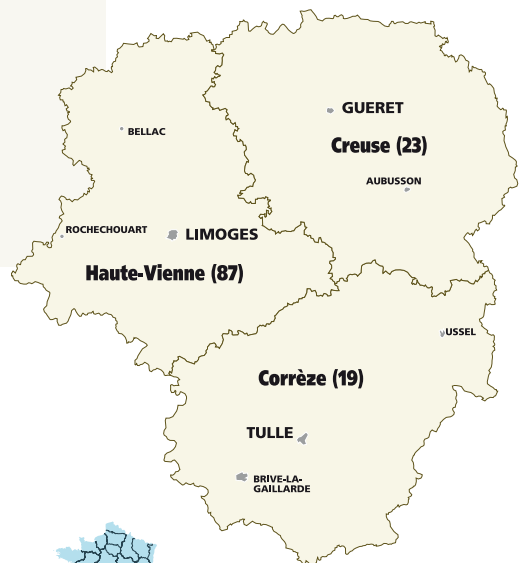 GUERET
BELLAC
Creuse (23)
AUBUSSON
ROCHECHOUART
LIMOGES
Haute-Vienne (87)
USSEL
Corrèze (19)
TULLE
BRIVE-LA-
GAILLARDE